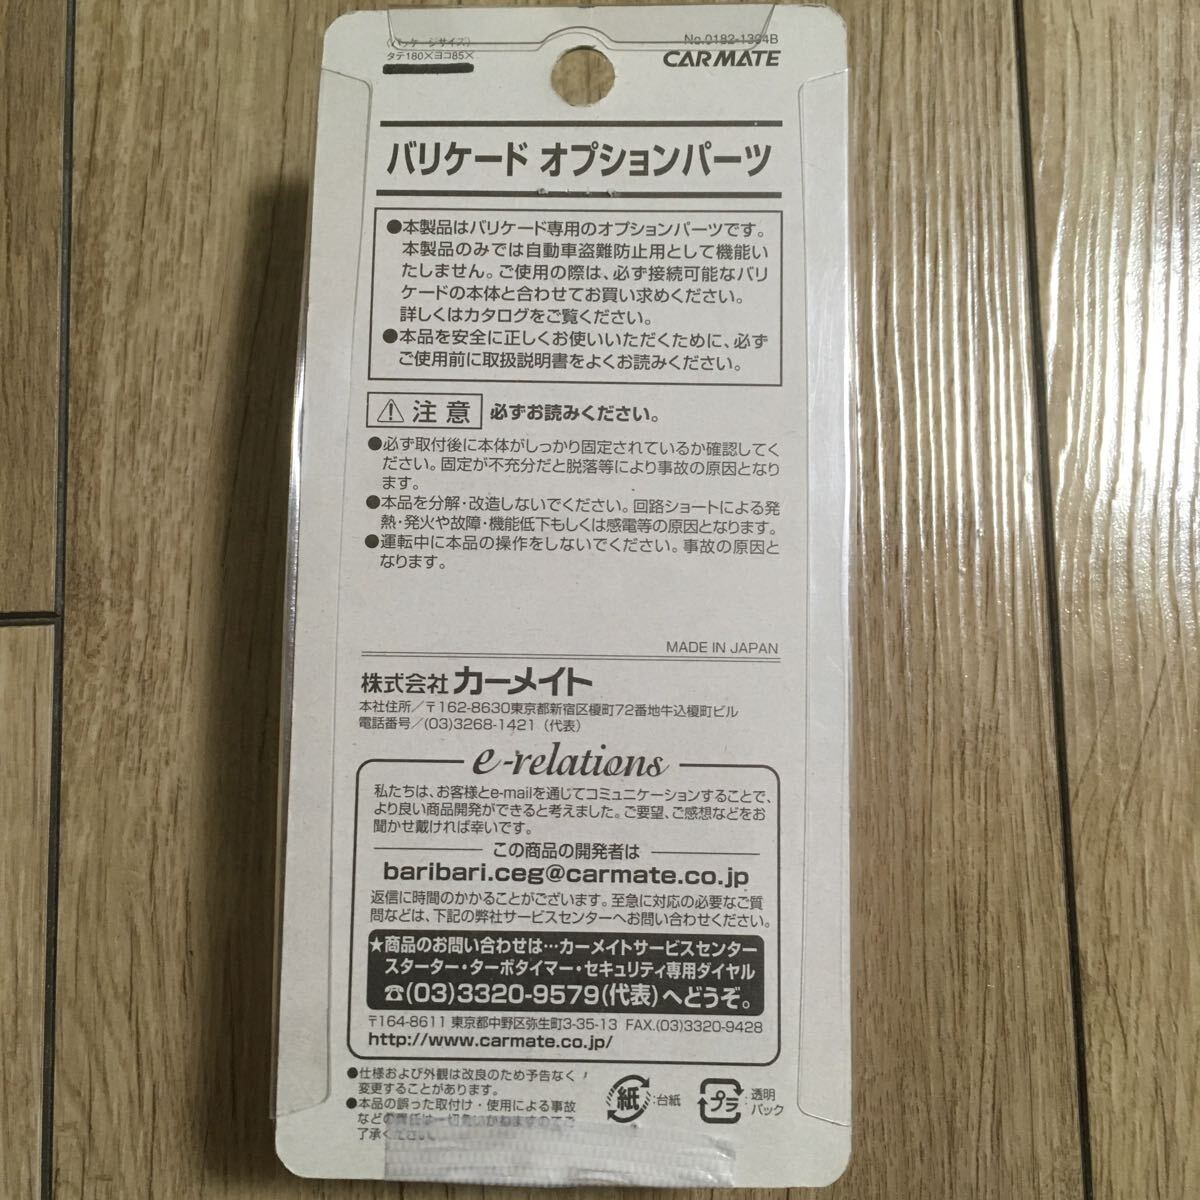 (パッケージサイズ)
タテ180×ヨコ85×
No.0182-1394B
CARMATE
バリケード オプションパーツ
●本製品はバリケード専用のオプションパーツです。
本製品のみでは自動車盗難防止用として機能い
たしません。ご使用の際は、必ず接続可能なバリ
ケードの本体と合わせてお買い求めください。
詳しくはカタログをご覧ください。
●本品を安全に正しくお使いいただくために、必ず
ご使用前に取扱説明書をよくお読みください。
注意 必ずお読みください。
●必ず取付後に本体がしっかり固定されているか確認してく
ださい。固定が不充分だと脱落等により事故の原因となり
ます。
●本品を分解・改造しないでください。回路ショートによる発
熱・発火や故障・機能低下もしくは感電等の原因となります。
●運転中に本品の操作をしないでください。事故の原因と
なります。
MADE IN JAPAN
株式会社 カーメイト
本社住所/〒162-8630東京都新宿区榎町72番地牛込榎町ビル
電話番号/(03)3268-1421(代表)
e-relations
私たちは、お客様とe-mailを通じてコミュニケーションすることで、
より良い商品開発ができると考えました。ご要望、ご感想などをお
聞かせ戴ければ幸いです。
この商品の開発者は
baribari.ceg@carmate.co.jp
返信に時間のかかることがございます。至急に対応の必要なご質
問などは、下記の弊社サービスセンターへお問い合わせください。
★商品のお問い合わせは…カーメイトサービスセンター
スターター・ターボタイマー・セキュリティ専用ダイヤル
☎(03)3320-9579(代表)へどうぞ。
〒164-8611 東京都中野区弥生町3-35-13 FAX.(03)3320-9428
http://www.carmate.co.jp/
●仕様および外観は改良のため予告なく
変更することがあります。
●本品の誤った取付け・使用による事故
などの責任は一切負いかねますのでご
了承ください。
紙 :台紙
プラ :透明
パック